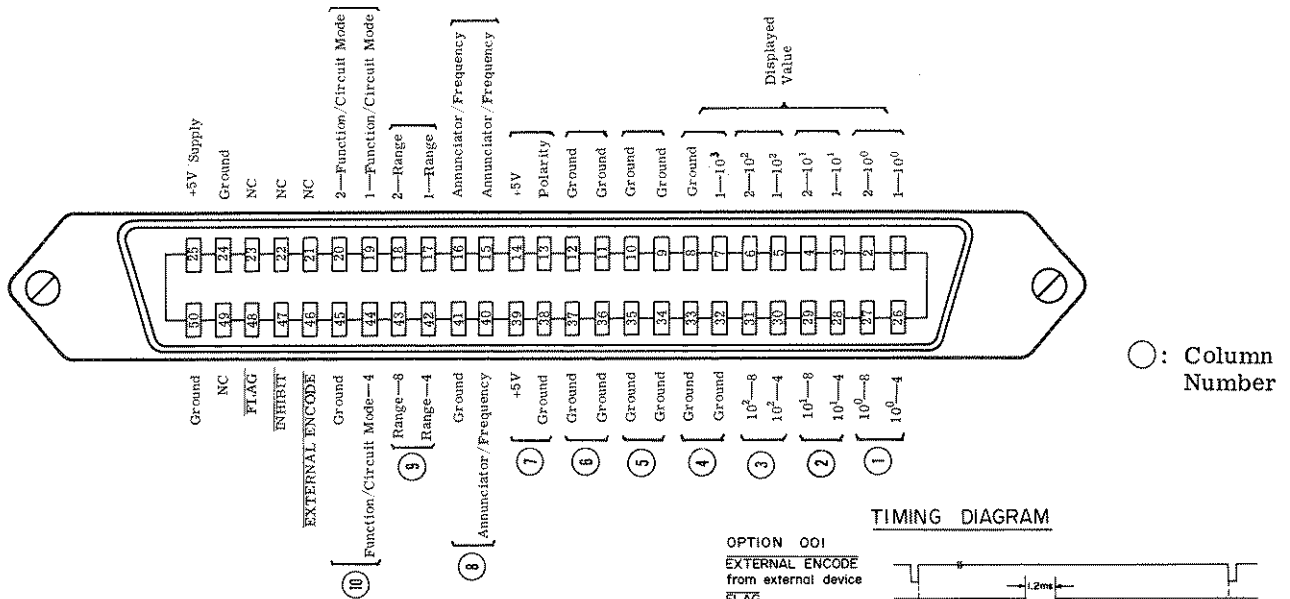 +5V Supply
Ground
NC
NC
NC
2—Function/Circuit Mode
1—Function/Circuit Mode
2—Range
1—Range
Annunciator/Frequency
Annunciator/Frequency
+5V
Polarity
Ground
Ground
Ground
Ground
Ground
1—10³
2—10²
1—10²
2—10¹
1—10¹
2—10⁰
1—10⁰
Displayed
Value
25 24 23 22 21 20 19 18 17 16 15 14 13 12 11 10 9 8 7 6 5 4 3 2 1
50 49 48 47 46 45 44 43 42 41 40 39 38 37 36 35 34 33 32 31 30 29 28 27 26
Ground
NC
FLAG
INHIBIT
EXTERNAL ENCODE
Ground
Function/Circuit Mode—4
Range—8
Range—4
Ground
Annunciator/Frequency
+5V
Ground
Ground
Ground
Ground
Ground
Ground
Ground
10²—8
10²—4
10¹—8
10¹—4
10⁰—8
10⁰—4
10 9 8 7 6 5 4 3 2 1
: Column
Number
TIMING DIAGRAM
OPTION 001
EXTERNAL ENCODE
from external device
FLAG
1.2ms